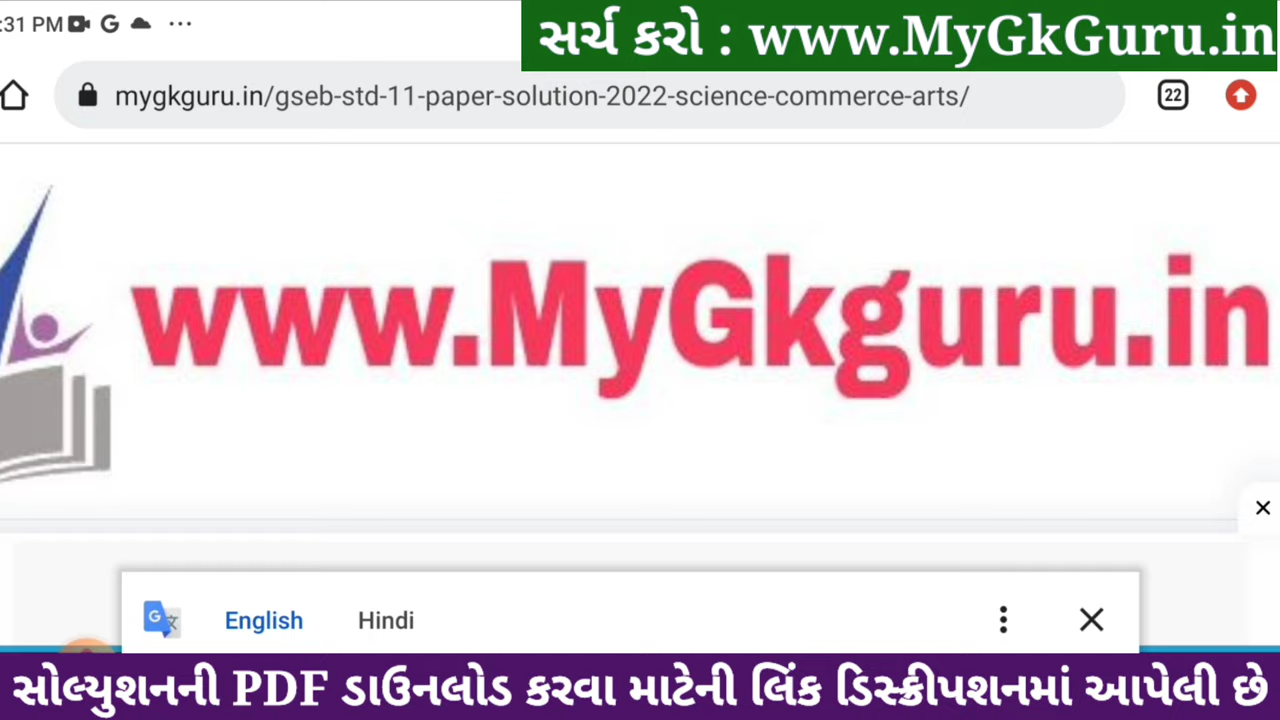 :31 PM G ...
સર્ચ કરો : www.MyGkGuru.in
mygkguru.in/gseb-std-11-paper-solution-2022-science-commerce-arts/
22
www.MyGkguru.in
English Hindi
સોલ્યુશનની PDF ડાઉનલોડ કરવા માટેની લિંક ડિસ્ક્રીપશનમાં આપેલી છે